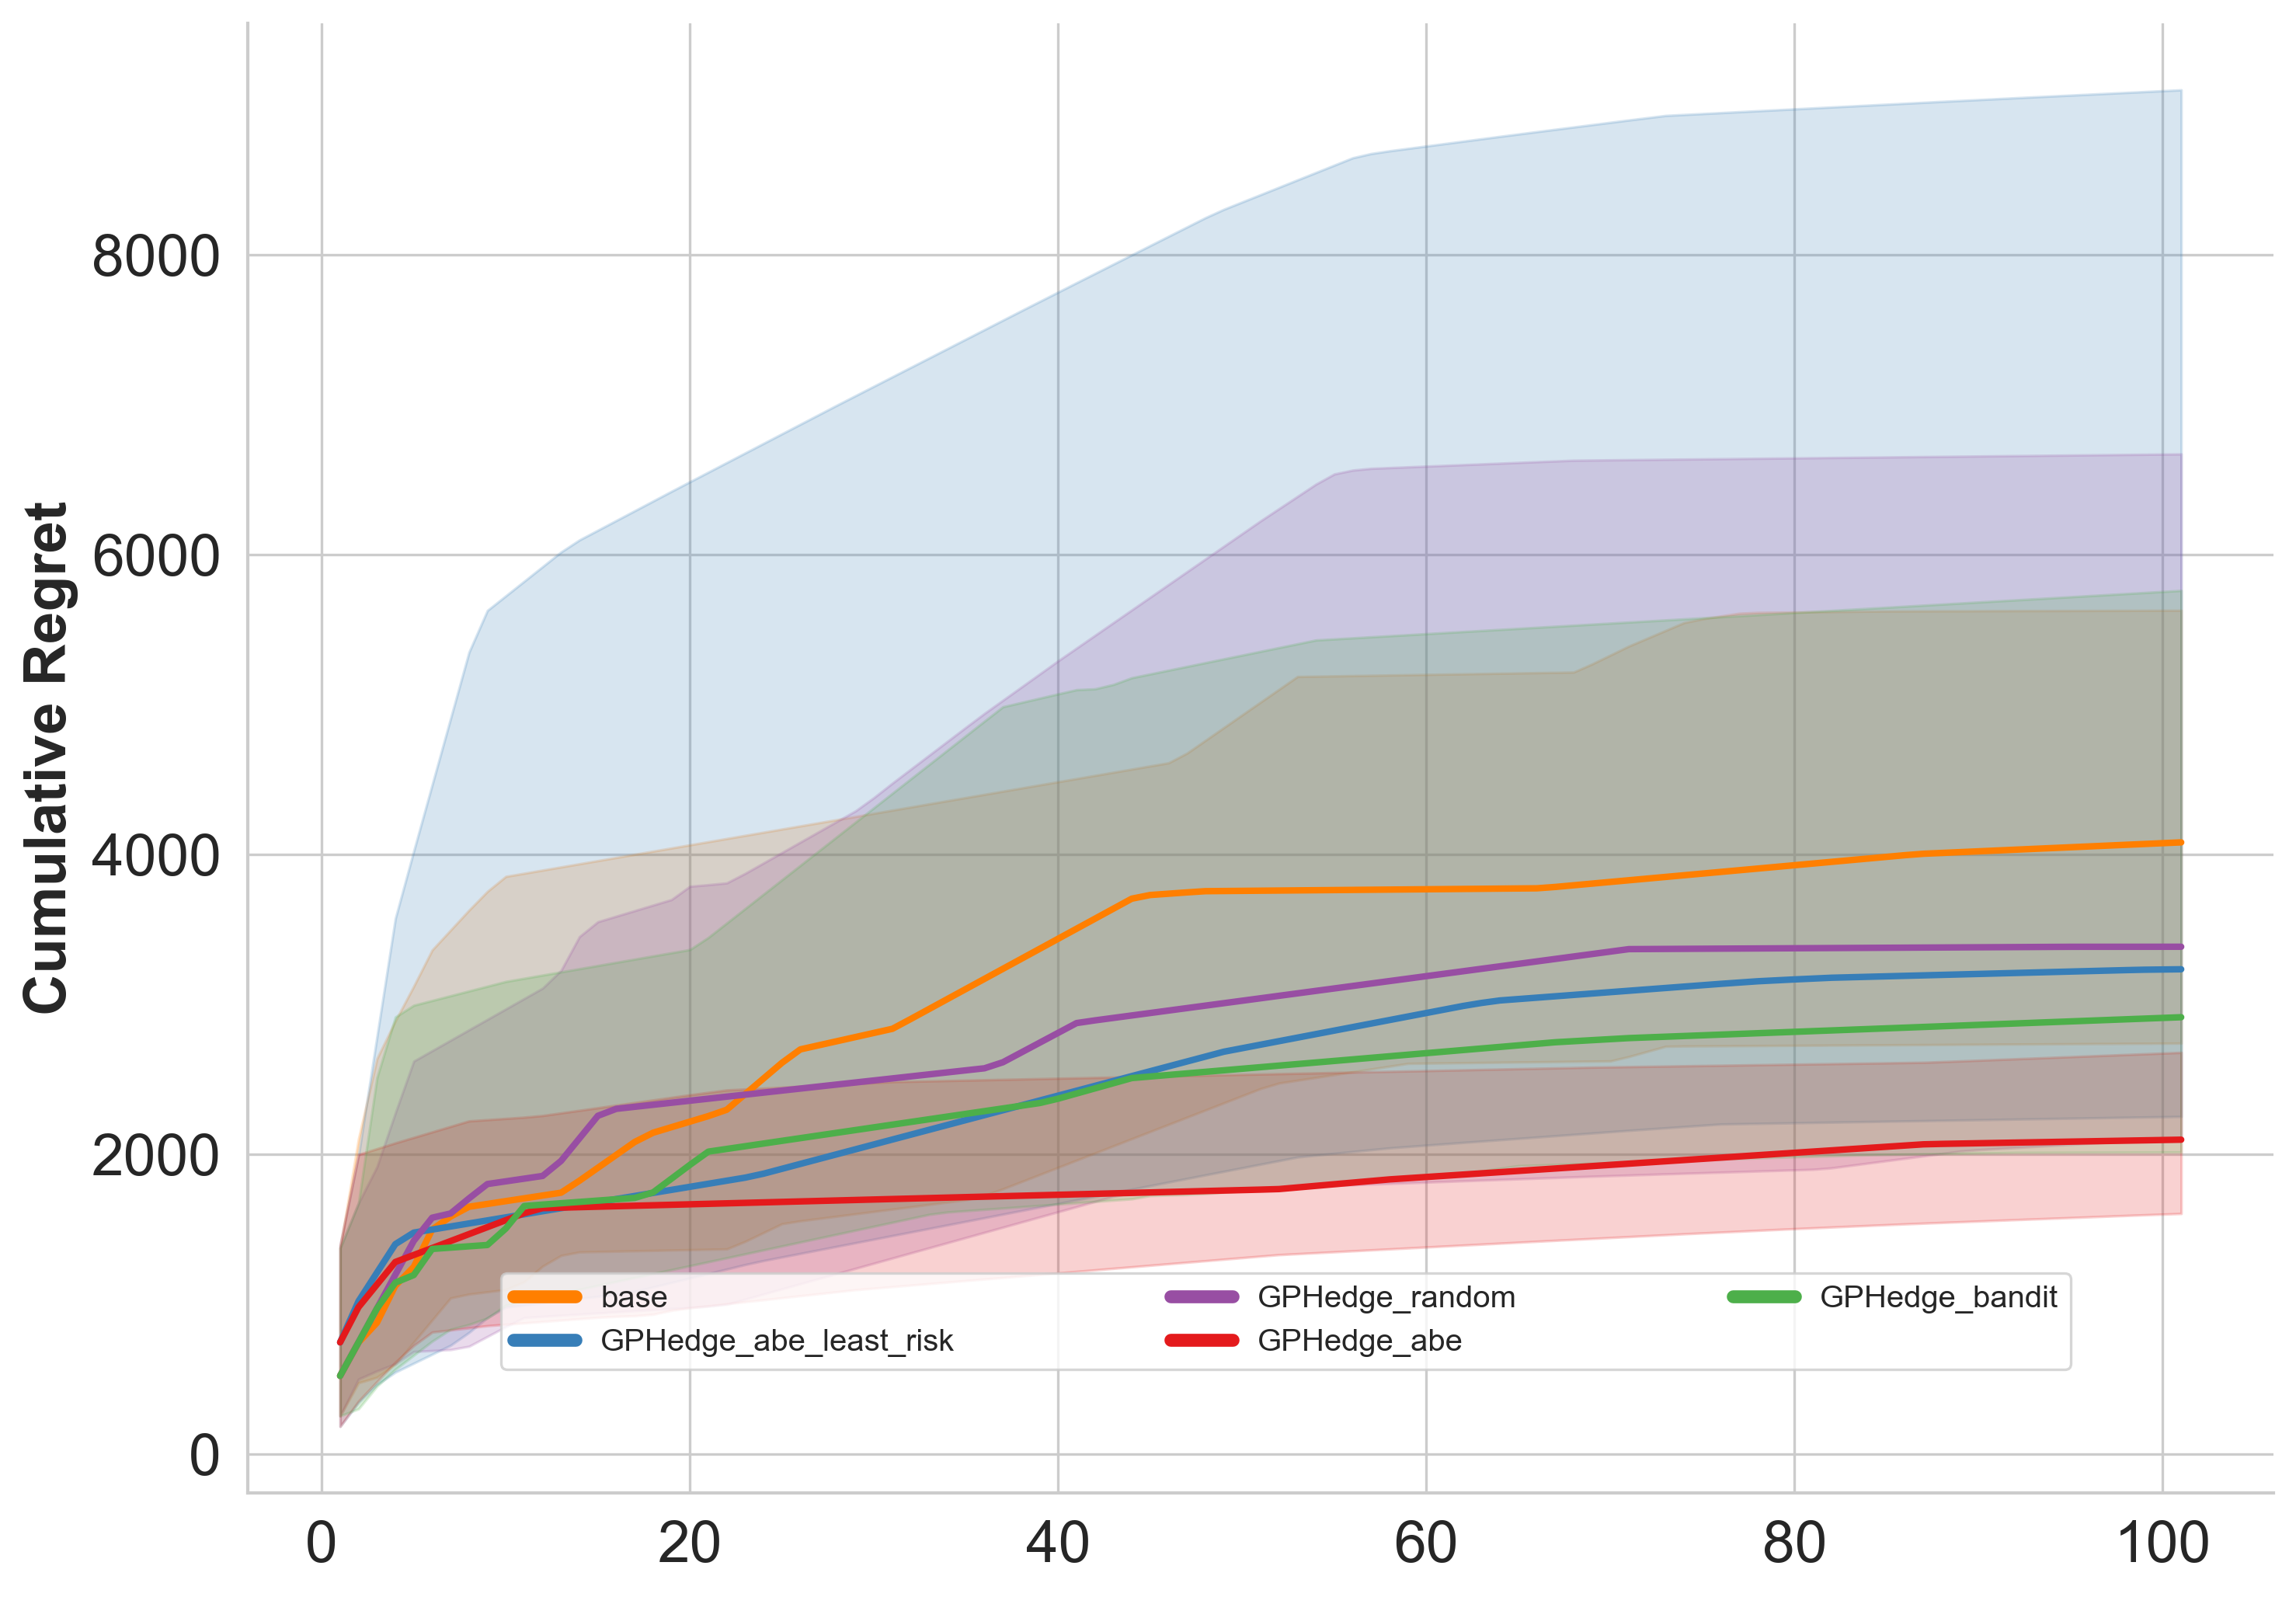 Cumulative Regret
8000
6000
4000
2000
0
base
GPHedge_random
GPHedge_bandit
GPHedge_abe_least_risk
GPHedge_abe
0
20
40
60
80
100